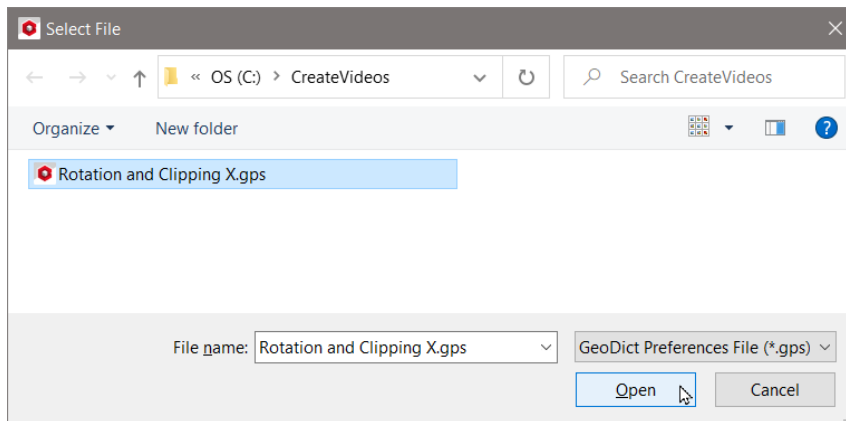 Select File
« OS (C:) > CreateVideos
Search CreateVideos
Organize
New folder
?
Rotation and Clipping X.gps
File name: Rotation and Clipping X.gps
GeoDict Preferences File (*.gps)
Open
Cancel